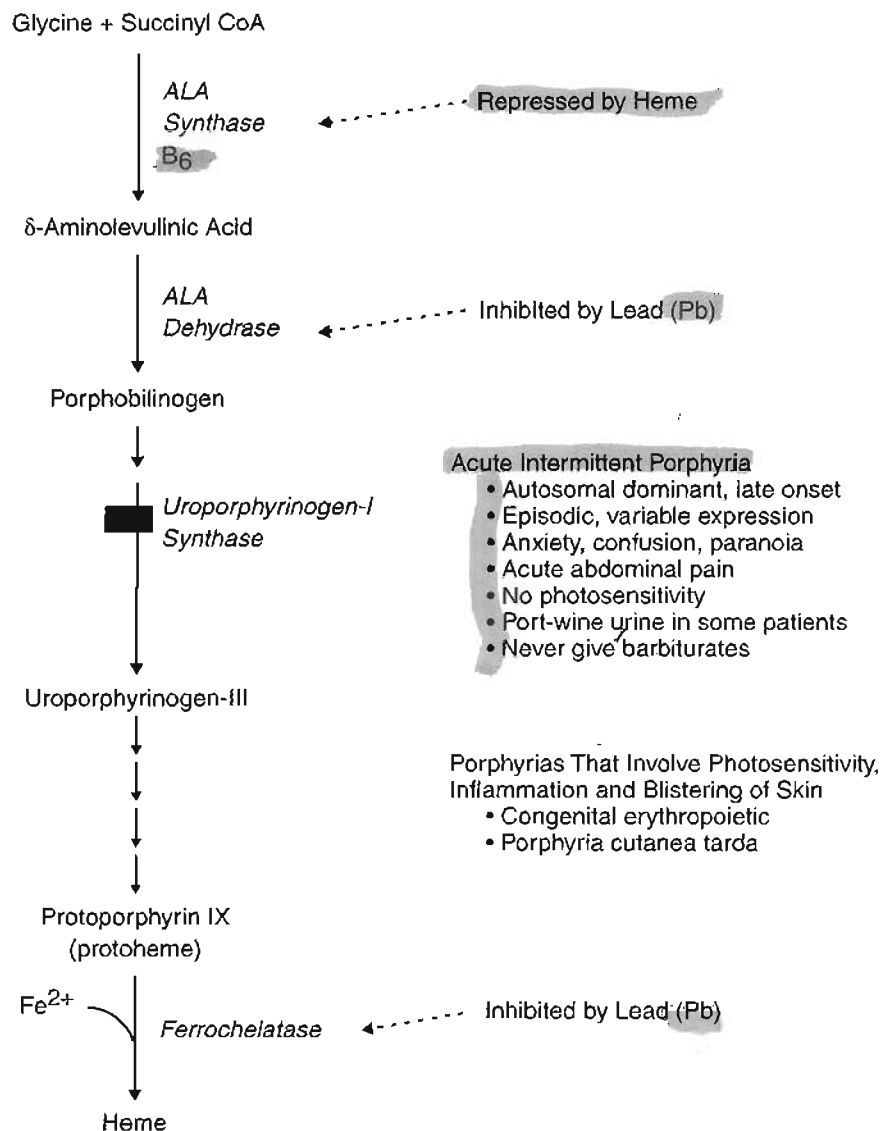 Glycine + Succinyl CoA
ALA
Synthase
B6
Repressed by Heme
δ-Aminolevulinic Acid
ALA
Dehydrase
Inhibited by Lead (Pb)
Porphobilinogen
Uroporphyrinogen-I
Synthase
Acute Intermittent Porphyria
• Autosomal dominant, late onset
• Episodic, variable expression
• Anxiety, confusion, paranoia
• Acute abdominal pain
• No photosensitivity
• Port-wine urine in some patients
• Never give barbiturates
Uroporphyrinogen-III
Porphyrias That Involve Photosensitivity,
Inflammation and Blistering of Skin
• Congenital erythropoietic
• Porphyria cutanea tarda
Protoporphyrin IX
(protoheme)
Fe2+
Ferrochelatase
Inhibited by Lead (Pb)
Heme